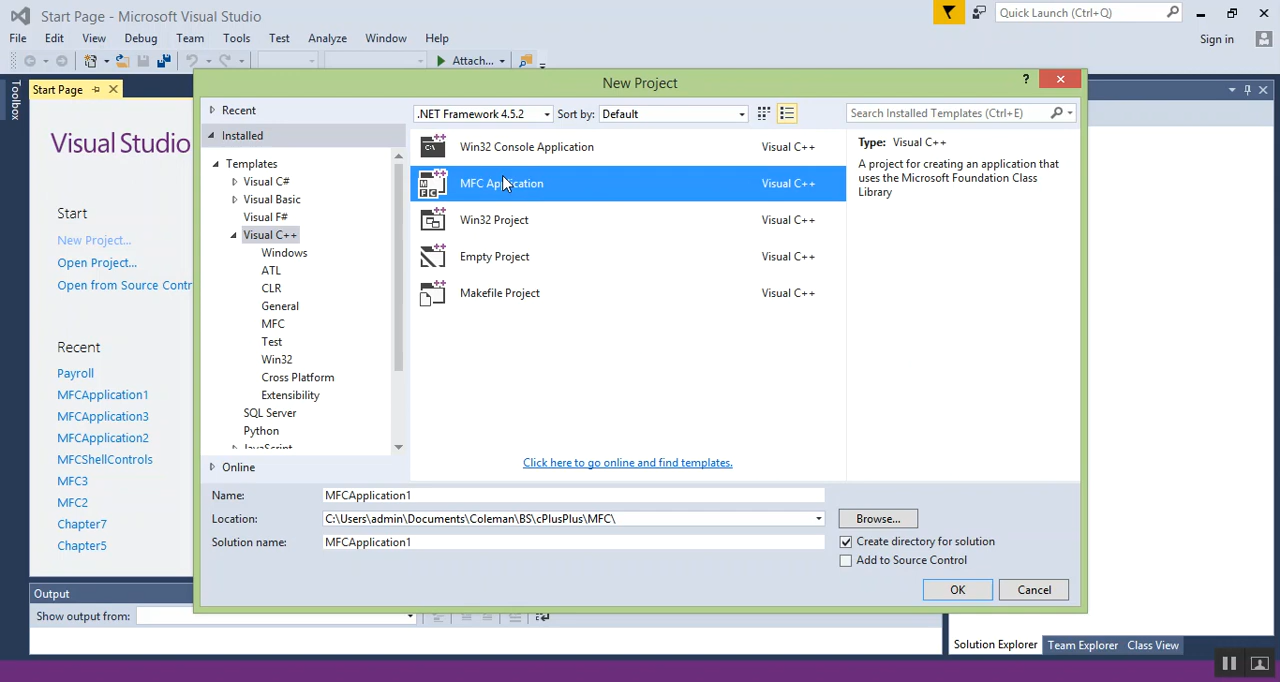 Start Page - Microsoft Visual Studio
Quick Launch (Ctrl+Q)
File Edit View Debug Team Tools Test Analyze Window Help
Sign in
Attach...
Toolbox
Start Page
New Project
?
Visual Studio
Start
New Project...
Open Project...
Open from Source Contr
Recent
Payroll
MFCApplication1
MFCApplication3
MFCApplication2
MFCShellControls
MFC3
MFC2
Chapter7
Chapter5
Recent
Installed
Templates
Visual C#
Visual Basic
Visual F#
Visual C++
Windows
ATL
CLR
General
MFC
Test
Win32
Cross Platform
Extensibility
SQL Server
Python
JavaScript
Online
.NET Framework 4.5.2 Sort by: Default
Search Installed Templates (Ctrl+E)
Win32 Console Application Visual C++
MFC Application Visual C++
Win32 Project Visual C++
Empty Project Visual C++
Makefile Project Visual C++
Click here to go online and find templates.
Type: Visual C++
A project for creating an application that
uses the Microsoft Foundation Class
Library
Name: MFCApplication1
Location: C:\Users\admin\Documents\Coleman\BS\cPlusPlus\MFC\
Browse...
Solution name: MFCApplication1
Create directory for solution
Add to Source Control
OK Cancel
Output
Show output from:
Solution Explorer Team Explorer Class View